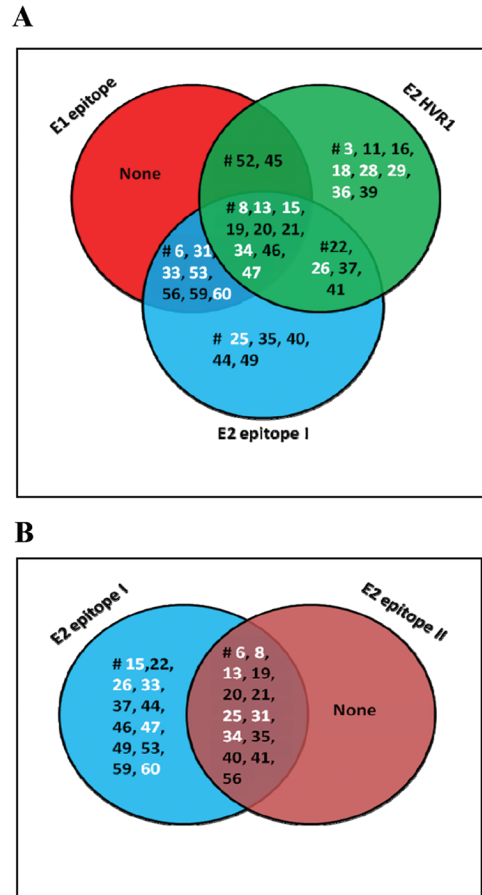 A
E1 epitope
E2 HVR1
None
# 52, 45
# 3, 11, 16,
18, 28, 29,
36, 39
# 8,13, 15,
19, 20, 21,
34, 46,
47
# 6, 31,
33, 53,
56, 59,60
#22,
26, 37,
41
# 25, 35, 40,
44, 49
E2 epitope I
B
E2 epitope I
E2 epitope II
# 15,22,
26, 33,
37, 44,
46, 47,
49, 53,
59, 60
# 6, 8,
13, 19,
20, 21,
25, 31,
34, 35,
40, 41,
56
None